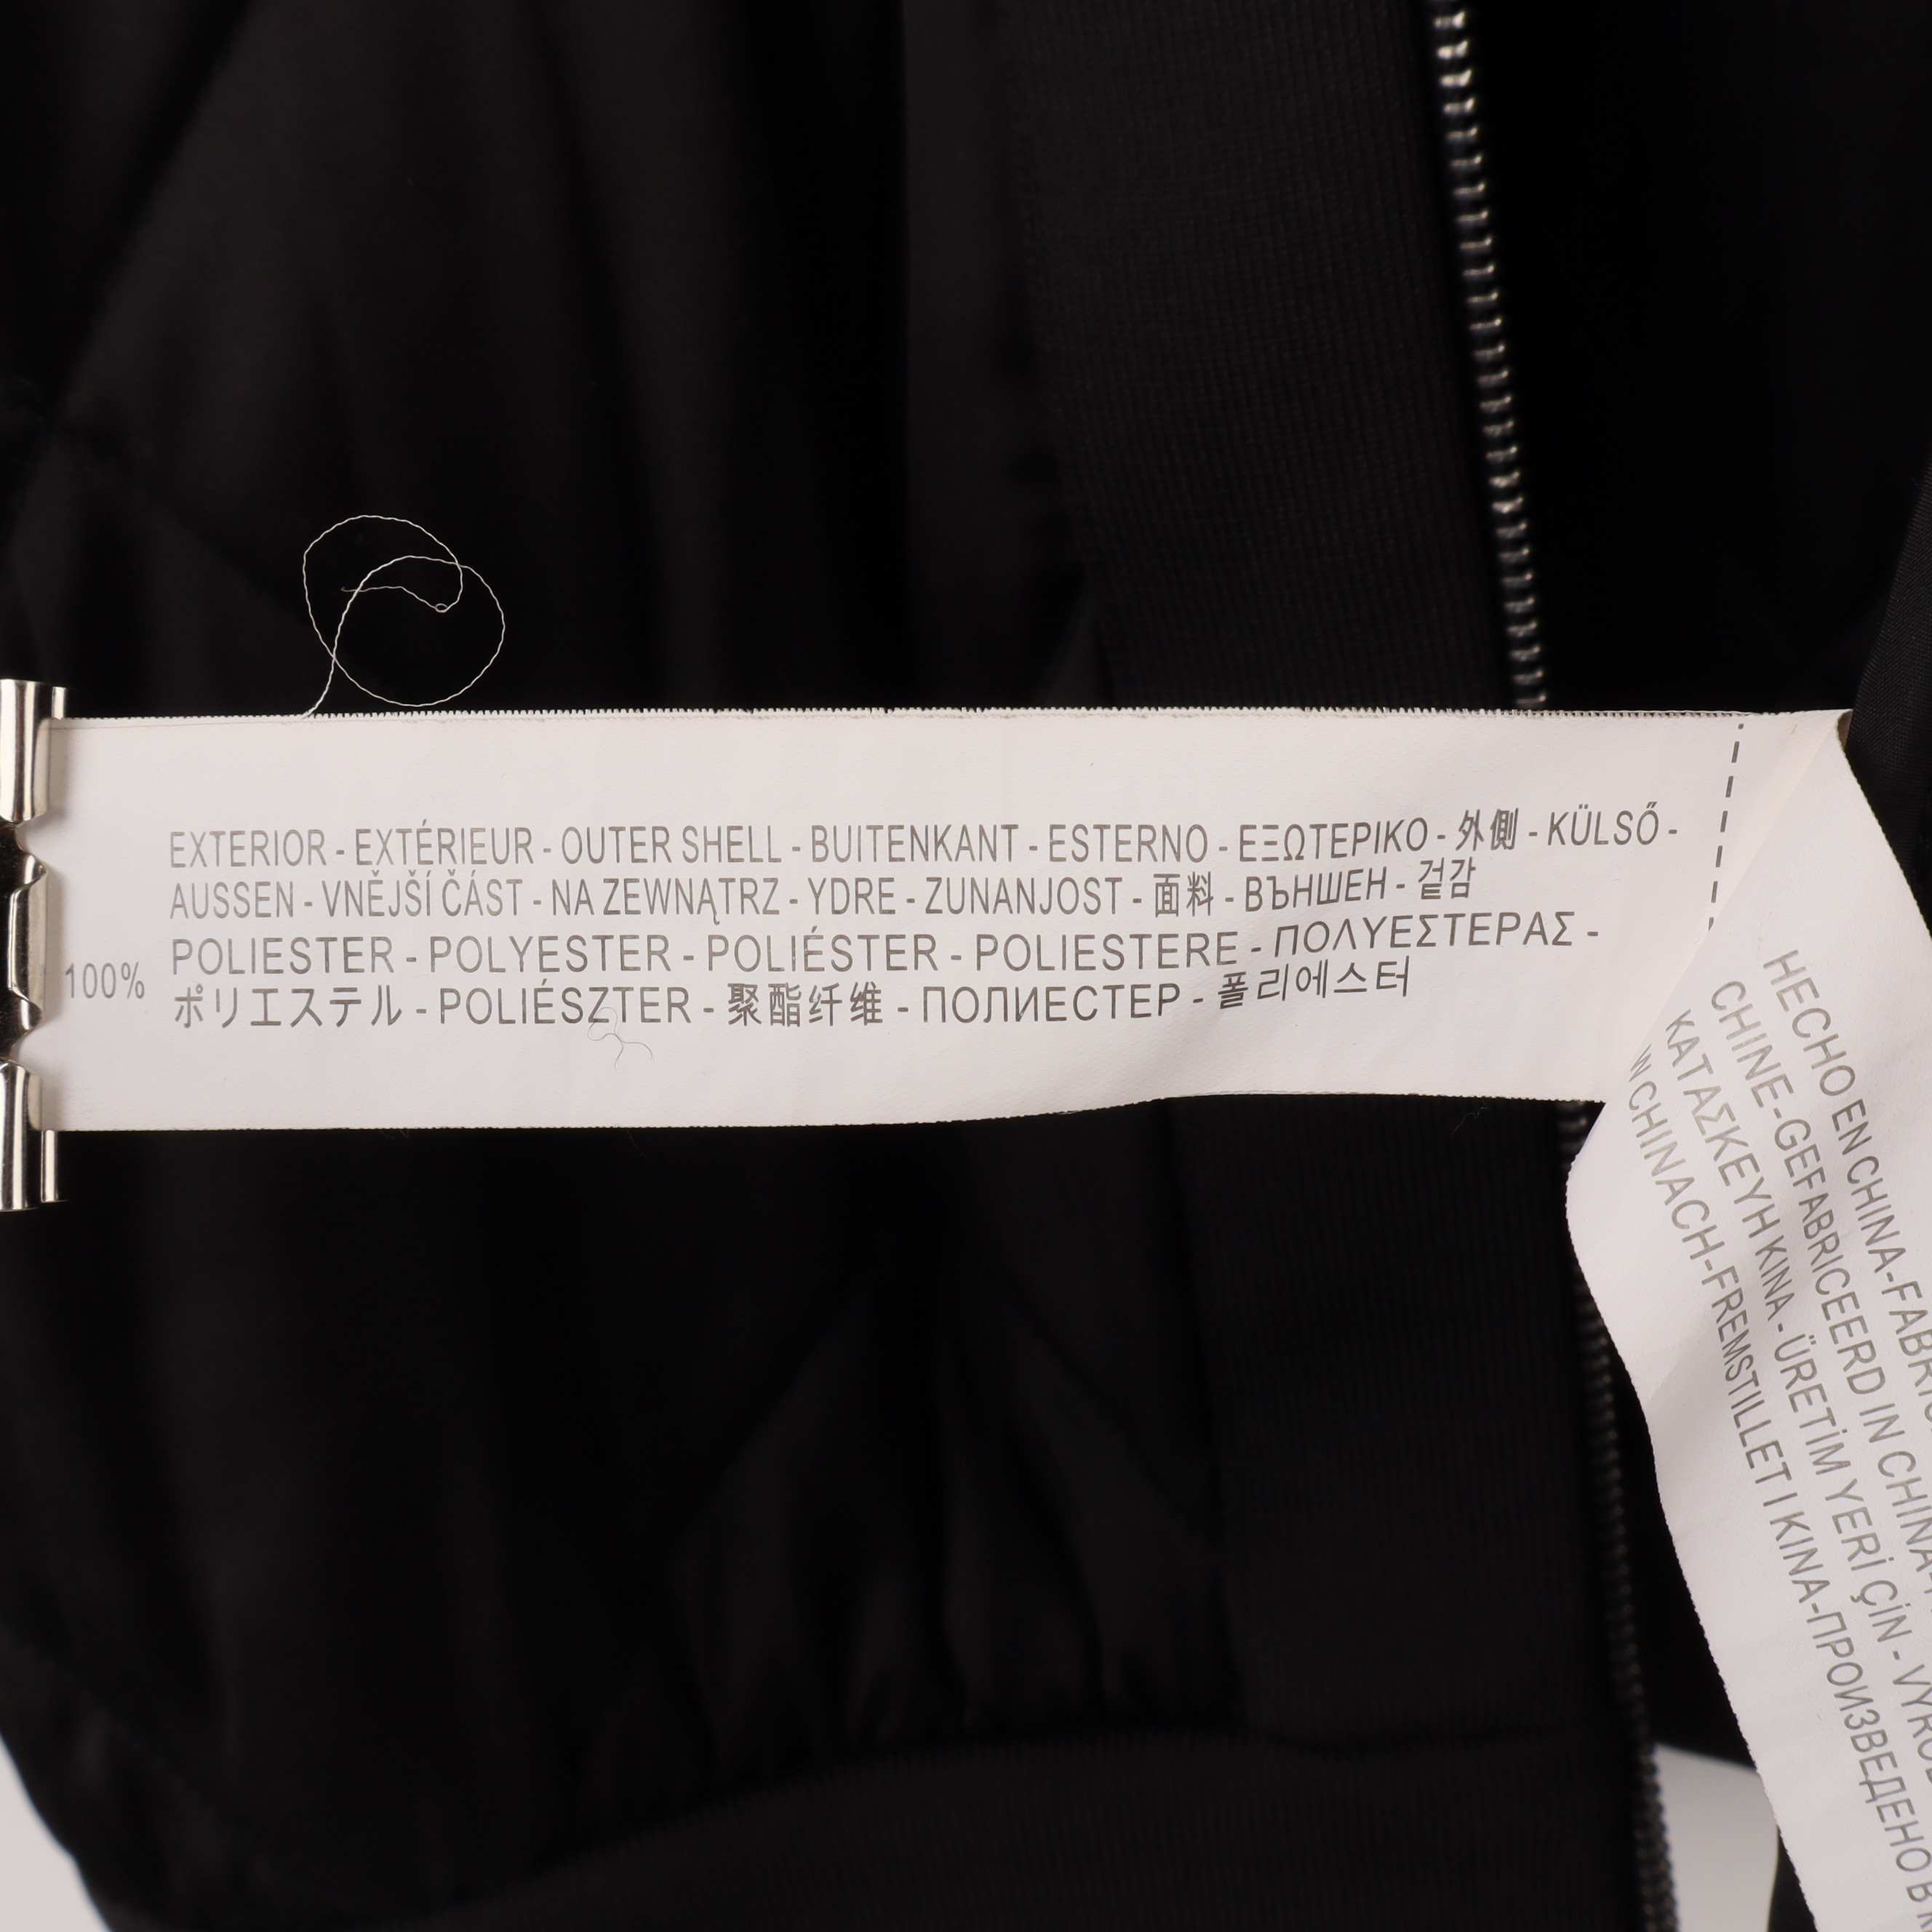 EXTERIOR - EXTÉRIEUR - OUTER SHELL - BUITENKANT - ESTERNO - ΕΞΩΤΕΡΙΚΟ - 外側 - KÜLSŐ -
AUSSEN - VNĚJŠÍ ČÁST - NA ZEWNĄTRZ - YDRE - ZUNANJOST - 面料 - ВЪНШЕН - 겉감
100% POLIESTER - POLYESTER - POLIÉSTER - POLIESTERE - ΠΟΛΥΕΣΤΕΡΑΣ -
ポリエステル - POLIÉSZTER - 聚酯纤维 - ПОЛИЕСТЕР - 폴리에스터
HECHO EN CHINA-
CHINE-GEFABRICEERD IN CHINA-
ΚΑΤΑΣΚΕΥΗ ΚΙΝΑ - ÜRETİM YERİ ÇİN -
W CHINACH-FREMSTILLET I KINA-ПРОИЗВЕДЕНО В